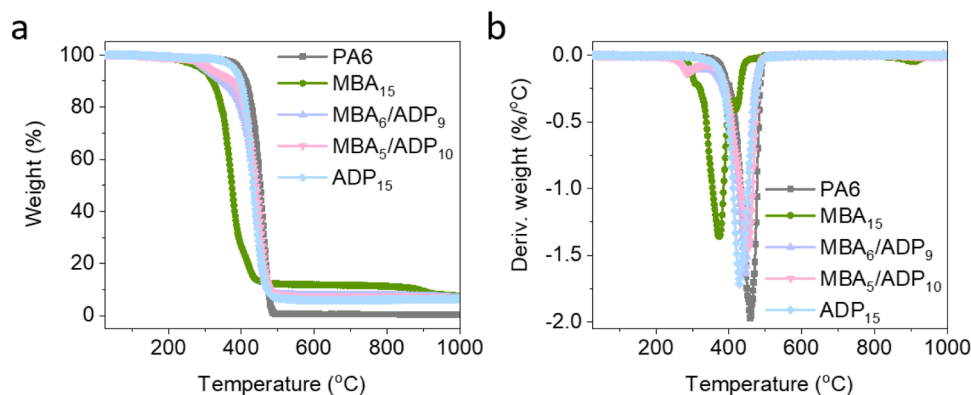 a
100
80
60
40
20
0
Weight (%)
200 400 600 800 1000
Temperature (°C)
PA6
MBA15
MBA6/ADP9
MBA5/ADP10
ADP15
b
0.0
-0.5
-1.0
-1.5
-2.0
Deriv. weight (%/°C)
200 400 600 800 1000
Temperature (°C)
PA6
MBA15
MBA6/ADP9
MBA5/ADP10
ADP15